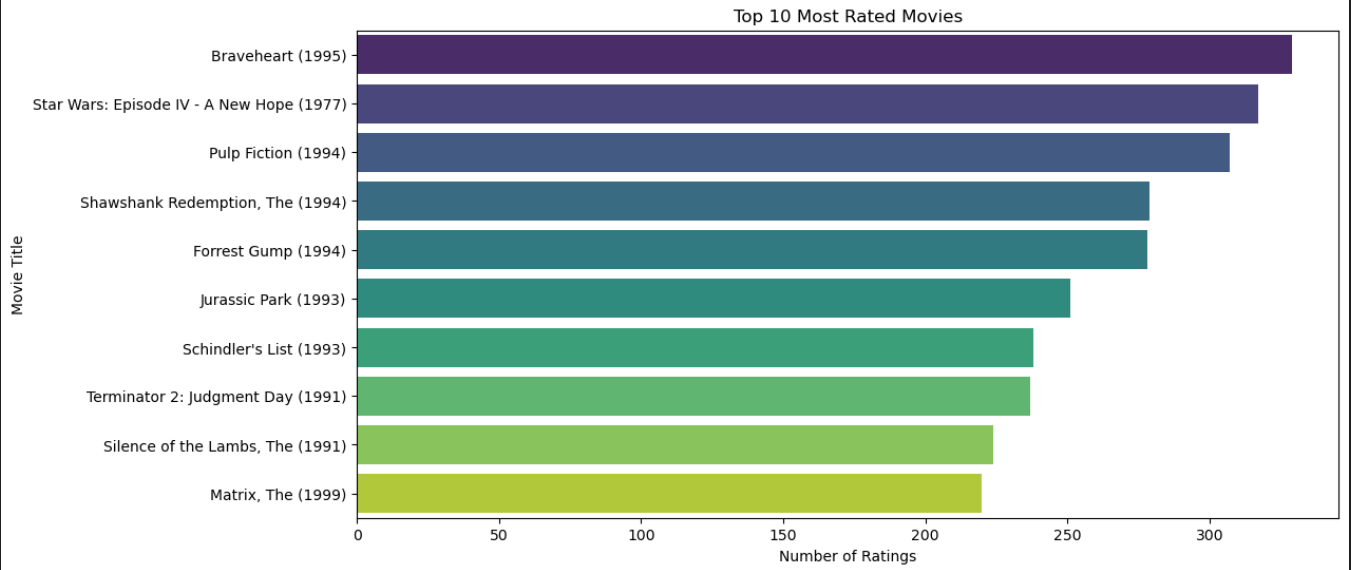 Top 10 Most Rated Movies
Braveheart (1995)
Star Wars: Episode IV - A New Hope (1977)
Pulp Fiction (1994)
Shawshank Redemption, The (1994)
Forrest Gump (1994)
Jurassic Park (1993)
Schindler's List (1993)
Terminator 2: Judgment Day (1991)
Silence of the Lambs, The (1991)
Matrix, The (1999)
Movie Title
0 50 100 150 200 250 300
Number of Ratings